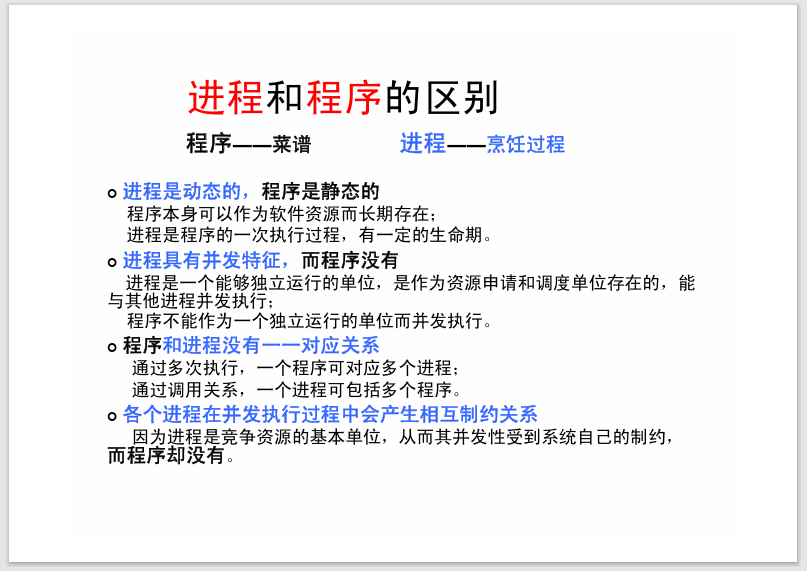 进程和程序的区别
程序——菜谱 进程——烹饪过程
进程是动态的，程序是静态的
程序本身可以作为软件资源而长期存在；
进程是程序的一次执行过程，有一定的生命期。
进程具有并发特征，而程序没有
进程是一个能够独立运行的单位，是作为资源申请和调度单位存在的，能
与其他进程并发执行；
程序不能作为一个独立运行的单位而并发执行。
程序和进程没有一一对应关系
通过多次执行，一个程序可对应多个进程；
通过调用关系，一个进程可包括多个程序。
各个进程在并发执行过程中会产生相互制约关系
因为进程是竞争资源的基本单位，从而其并发性受到系统自己的制约，
而程序却没有。